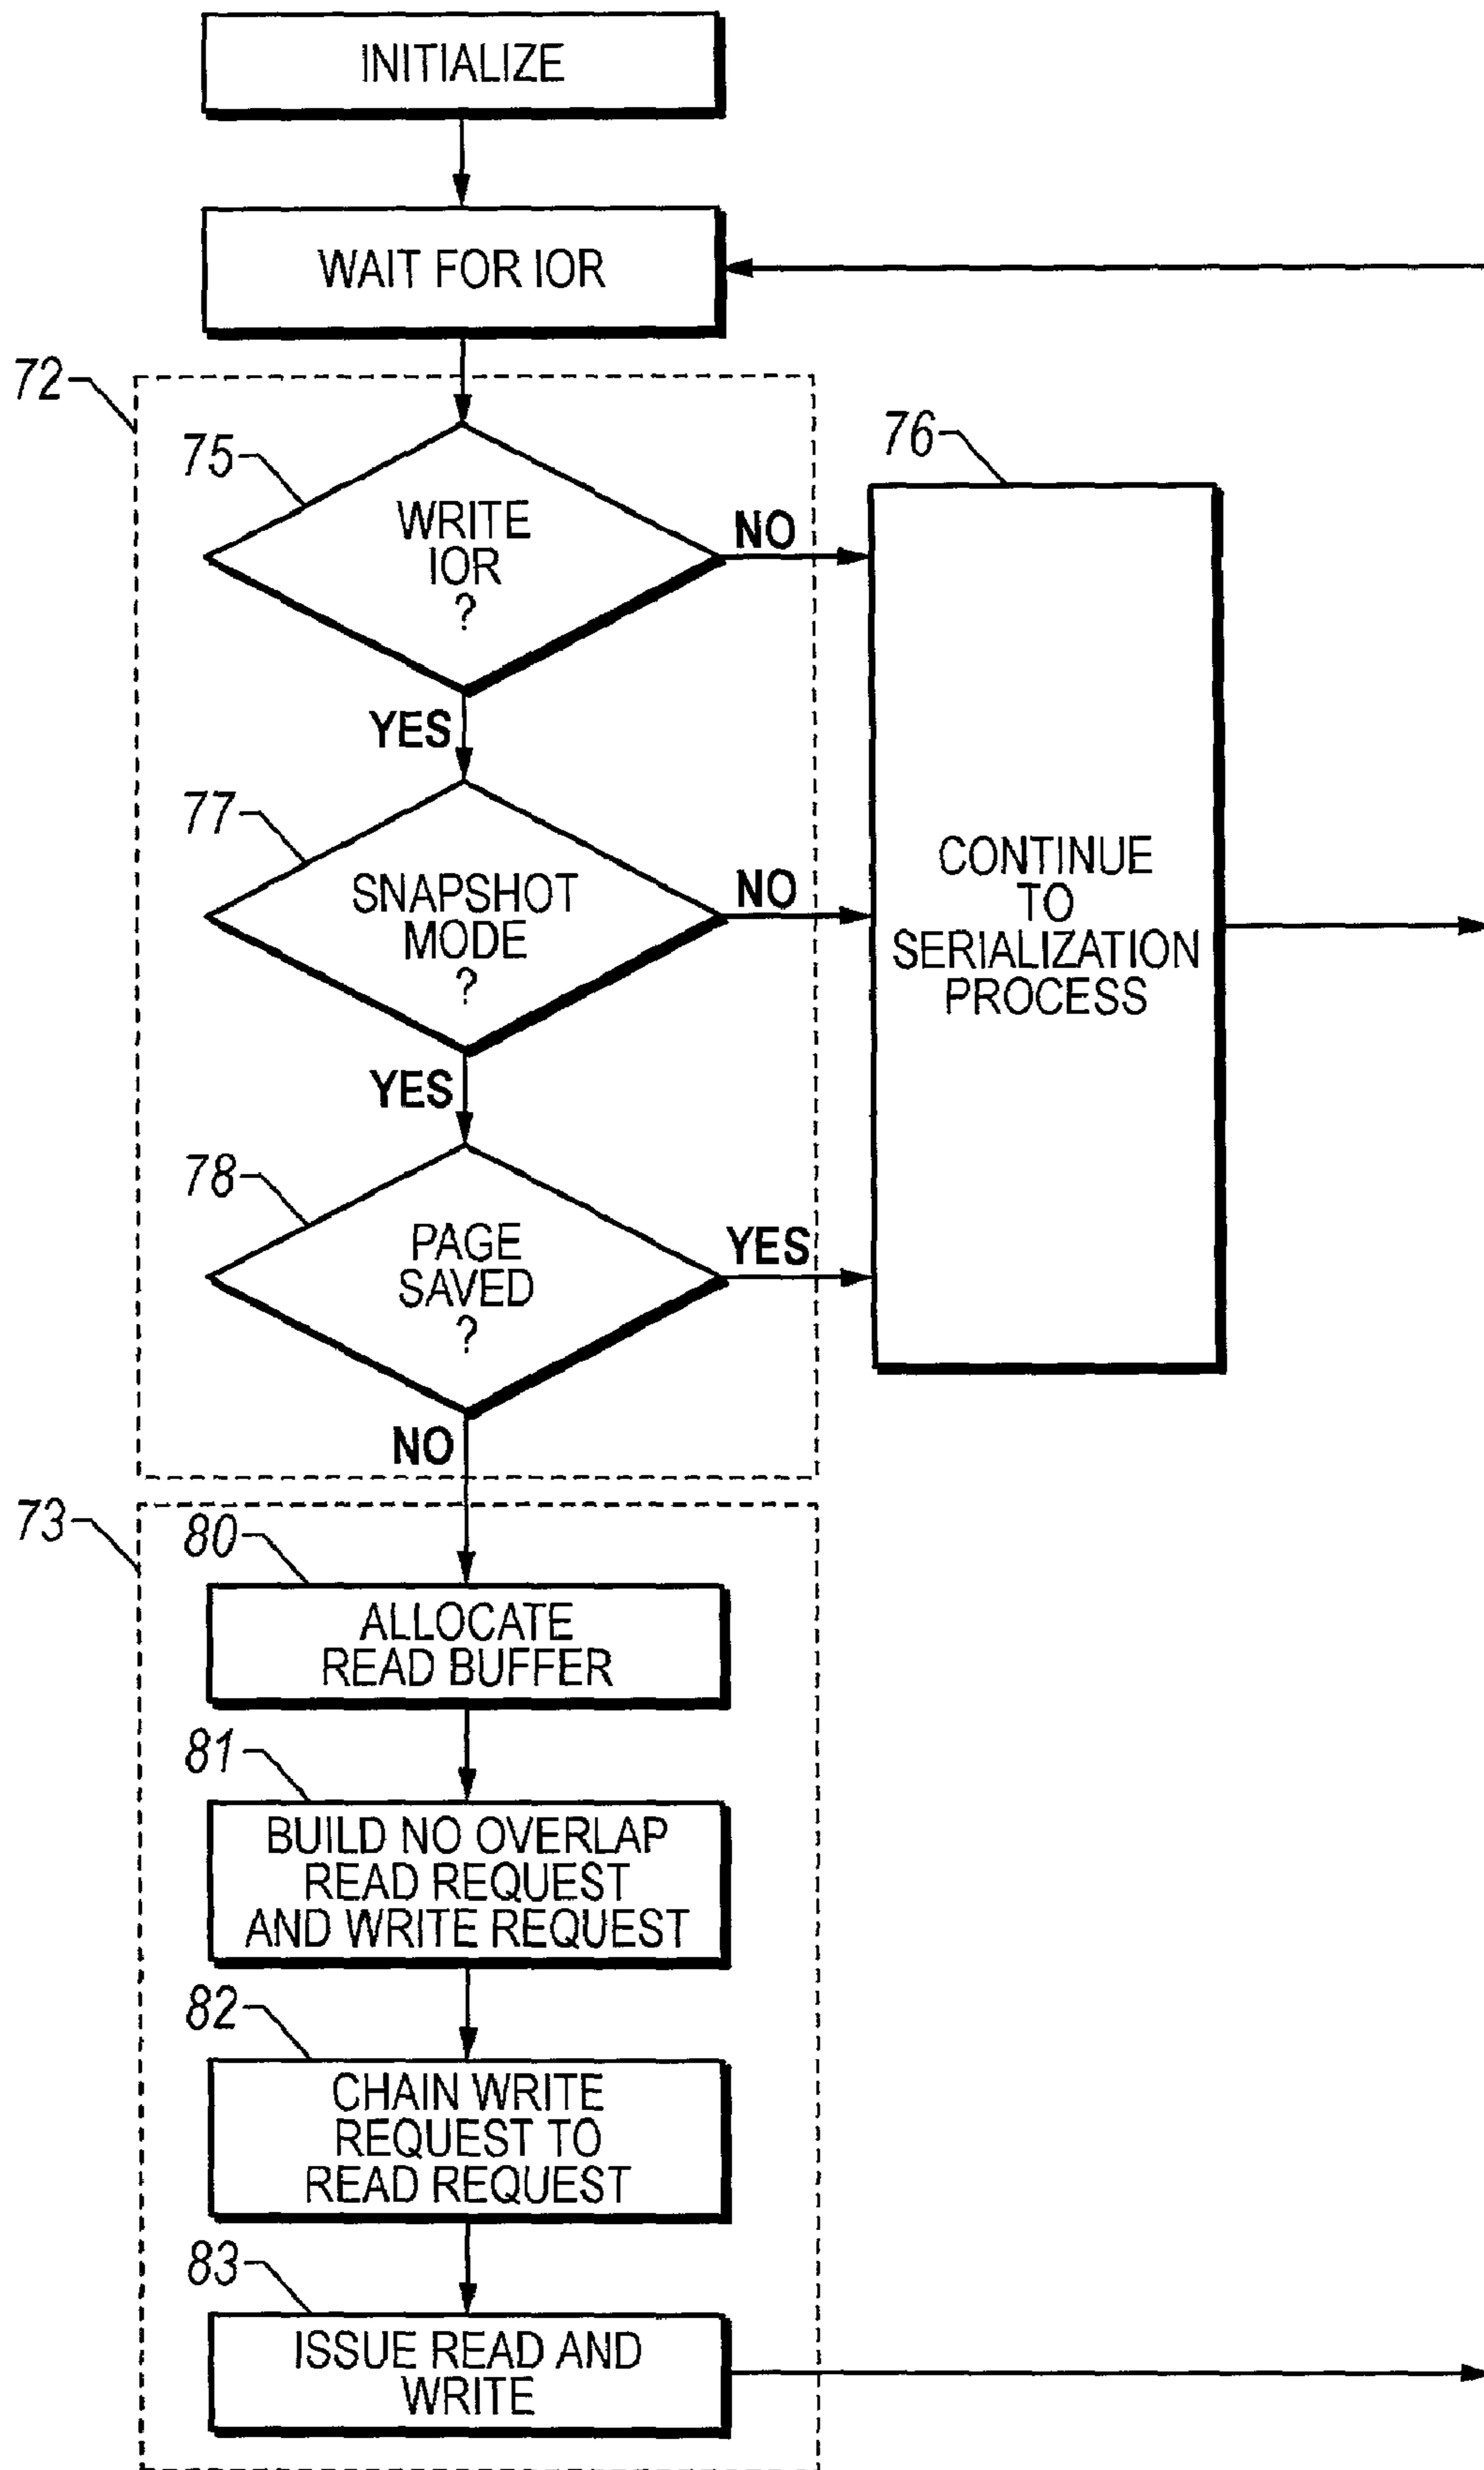 INITIALIZE
WAIT FOR IOR
72
75
WRITE
IOR
?
NO
YES
76
CONTINUE
TO
SERIALIZATION
PROCESS
77
SNAPSHOT
MODE
?
NO
YES
78
PAGE
SAVED
?
YES
NO
73
80
ALLOCATE
READ BUFFER
81
BUILD NO OVERLAP
READ REQUEST
AND WRITE REQUEST
82
CHAIN WRITE
REQUEST TO
READ REQUEST
83
ISSUE READ AND
WRITE